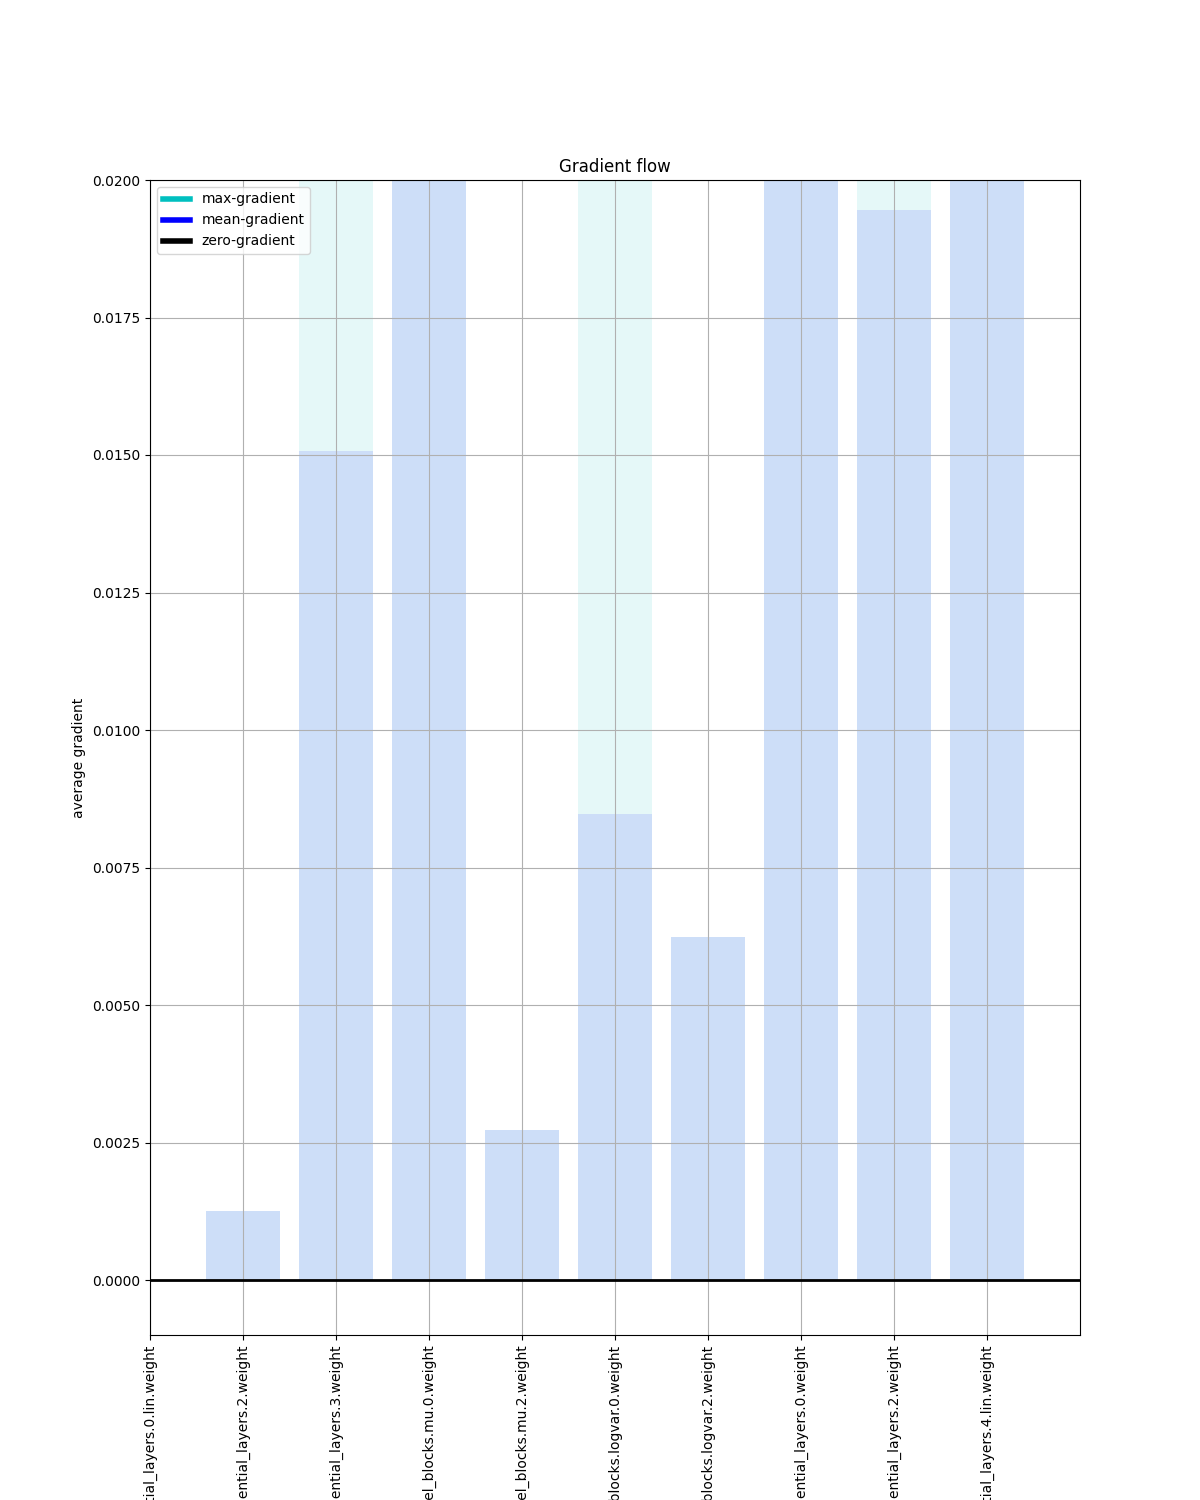 Gradient flow
max-gradient
mean-gradient
zero-gradient
0.0200
0.0175
0.0150
0.0125
0.0100
0.0075
0.0050
0.0025
0.0000
average gradient
tial_layers.0.lin.weight
ential_layers.2.weight
ential_layers.3.weight
el_blocks.mu.0.weight
el_blocks.mu.2.weight
blocks.logvar.0.weight
blocks.logvar.2.weight
ential_layers.0.weight
ential_layers.2.weight
tial_layers.4.lin.weight